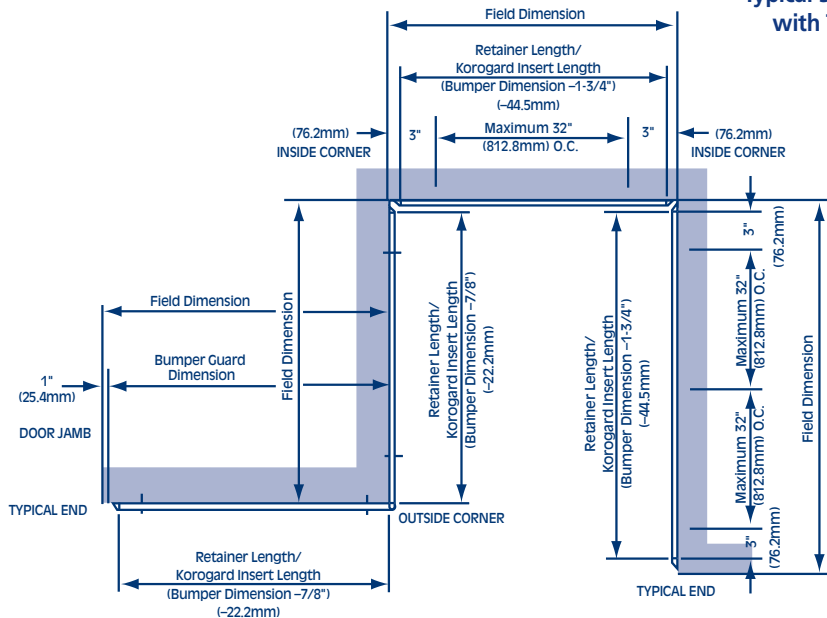 with
Field Dimension
Retainer Length/
Korogard Insert Length
(Bumper Dimension –1-3/4")
(–44.5mm)
(76.2mm)
INSIDE CORNER
3"
Maximum 32"
(812.8mm) O.C.
3"
(76.2mm)
INSIDE CORNER
3"
(76.2mm)
Maximum 32"
(812.8mm) O.C.
Field Dimension
Field Dimension
Retainer Length/
Korogard Insert Length
(Bumper Dimension –7/8")
(–22.2mm)
Retainer Length/
Korogard Insert Length
(Bumper Dimension –1-3/4")
(–44.5mm)
Field Dimension
Bumper Guard
Dimension
1"
(25.4mm)
DOOR JAMB
Maximum 32"
(812.8mm) O.C.
3"
(76.2mm)
TYPICAL END
OUTSIDE CORNER
Retainer Length/
Korogard Insert Length
(Bumper Dimension –7/8")
(–22.2mm)
TYPICAL END